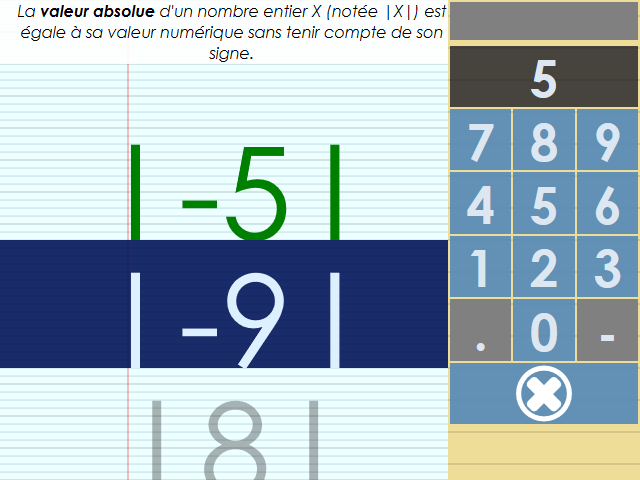 La valeur absolue d'un nombre entier X (notée |X|) est
égale à sa valeur numérique sans tenir compte de son
signe.
|-5|
|-9|
|8|
5
7 8 9
4 5 6
1 2 3
. 0 -